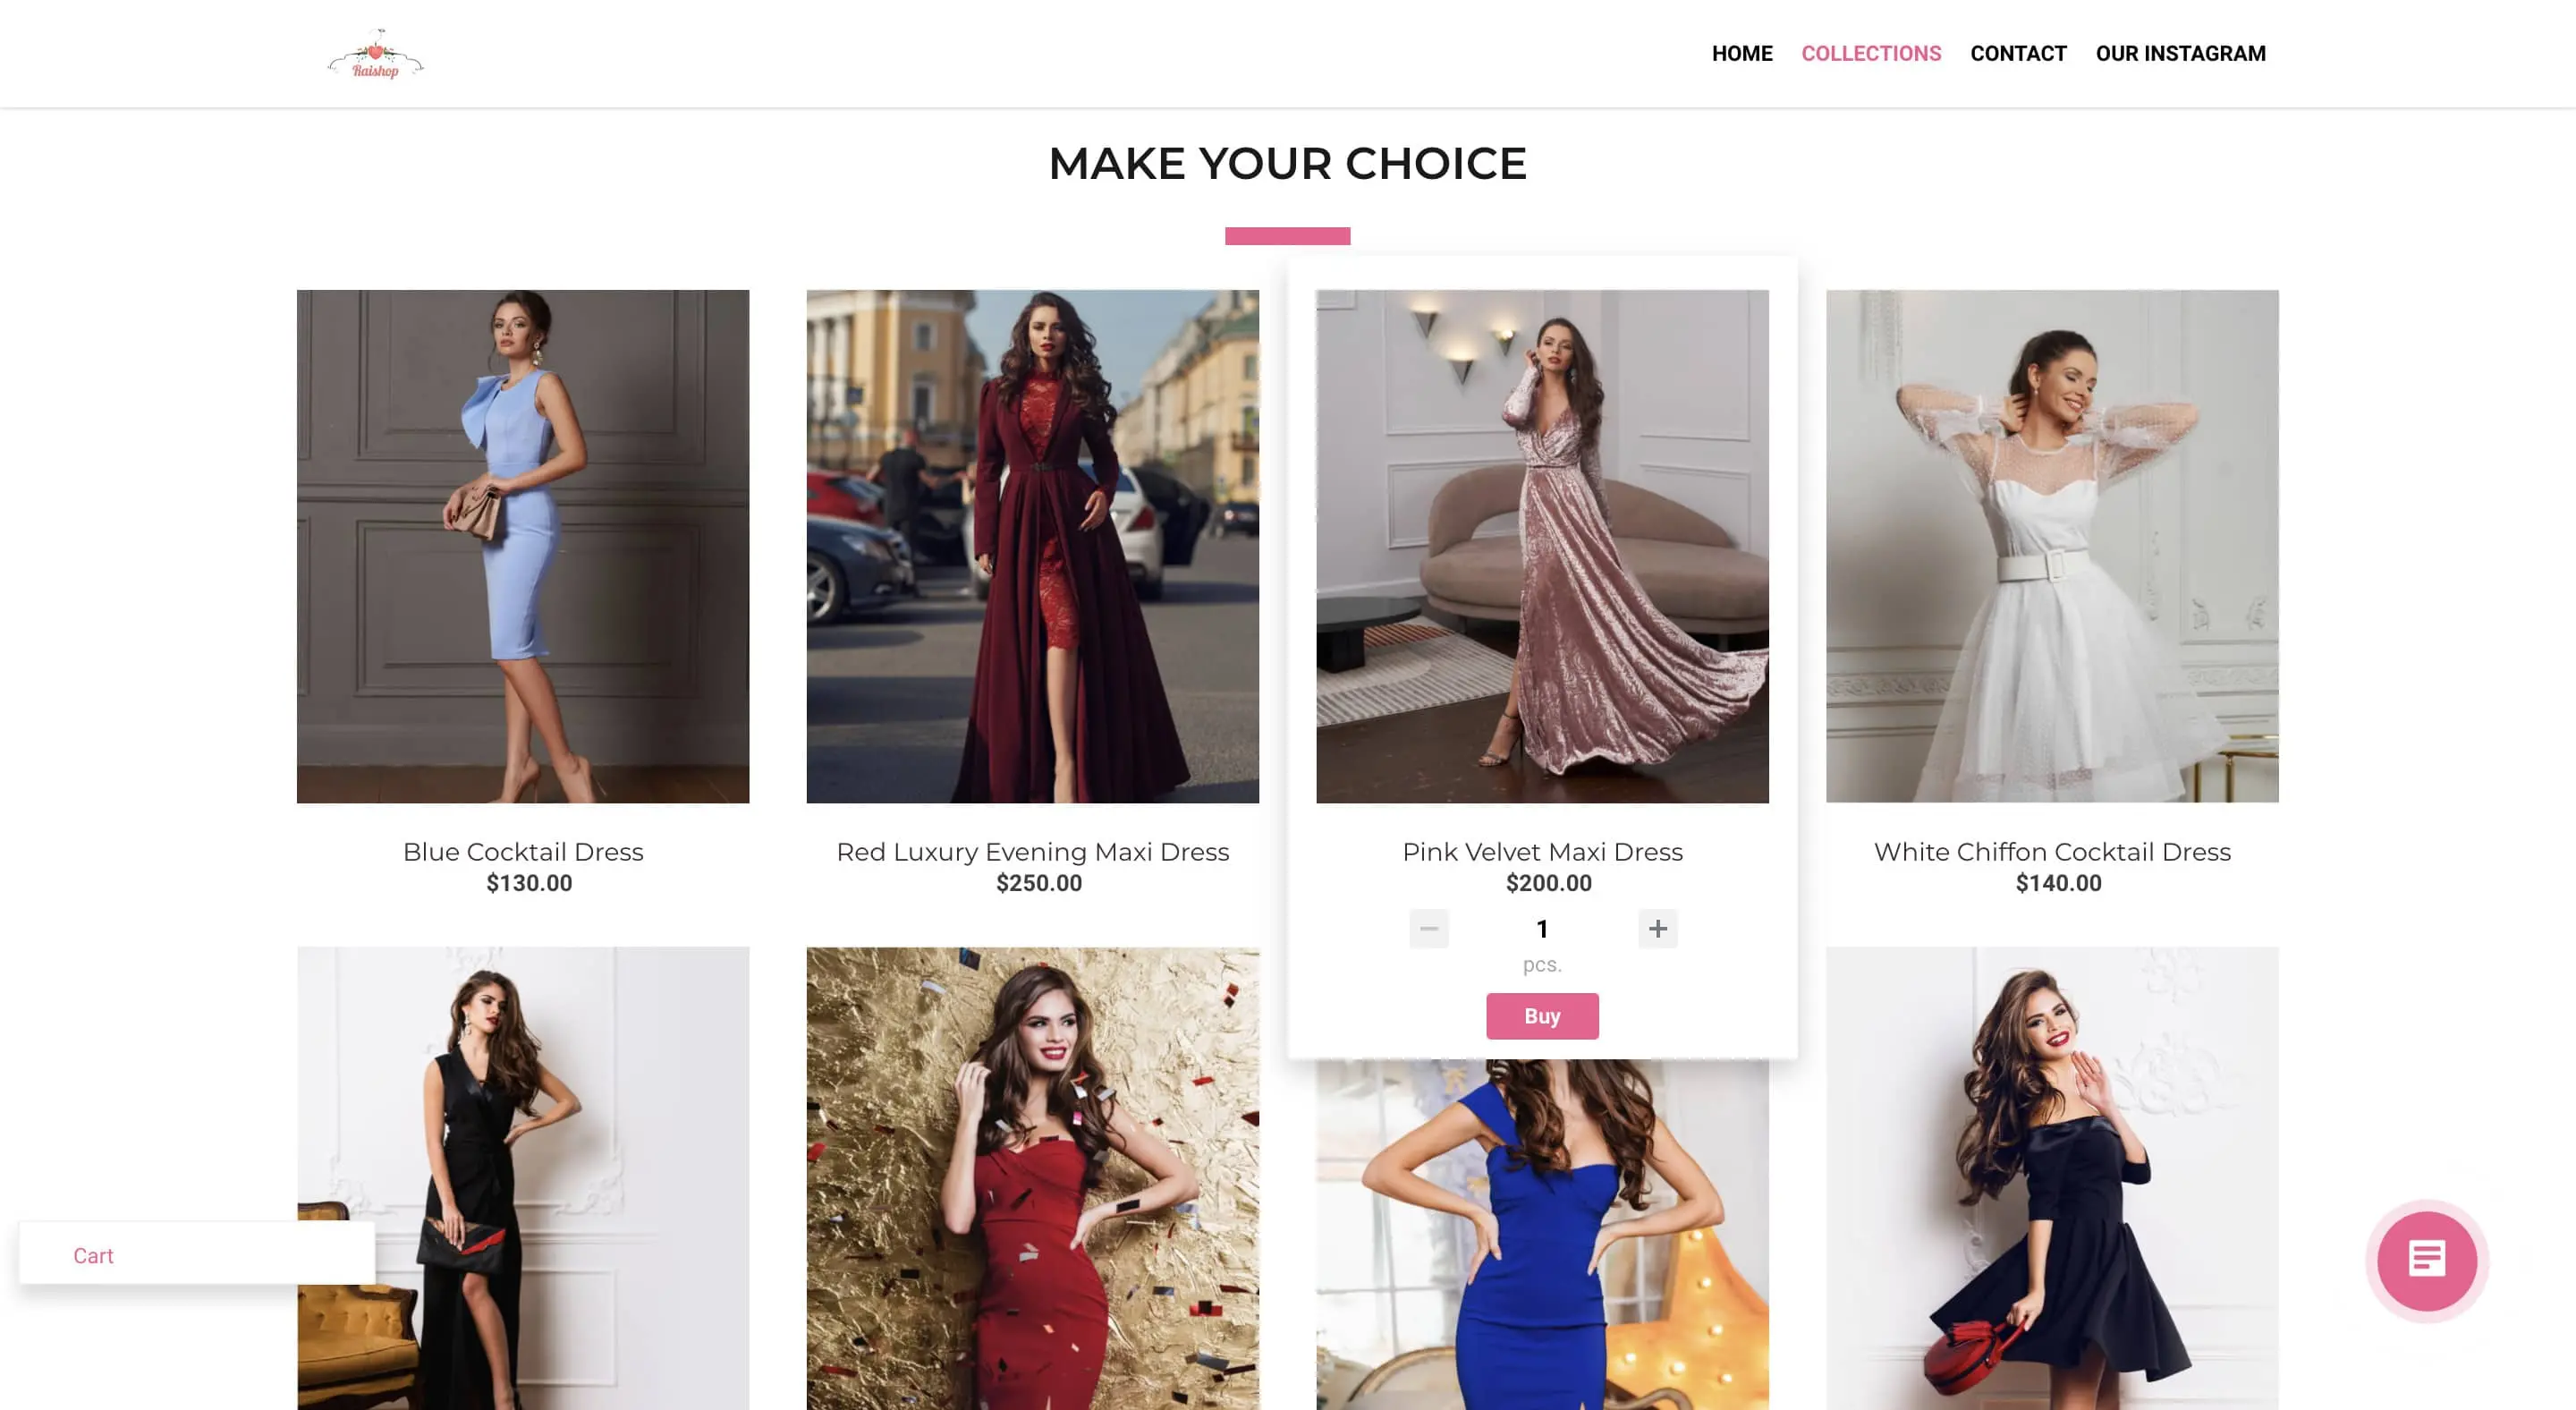 Raishop
HOME COLLECTIONS CONTACT OUR INSTAGRAM
MAKE YOUR CHOICE
Blue Cocktail Dress
$130.00
Red Luxury Evening Maxi Dress
$250.00
Pink Velvet Maxi Dress
$200.00
1
pcs.
Buy
White Chiffon Cocktail Dress
$140.00
Cart